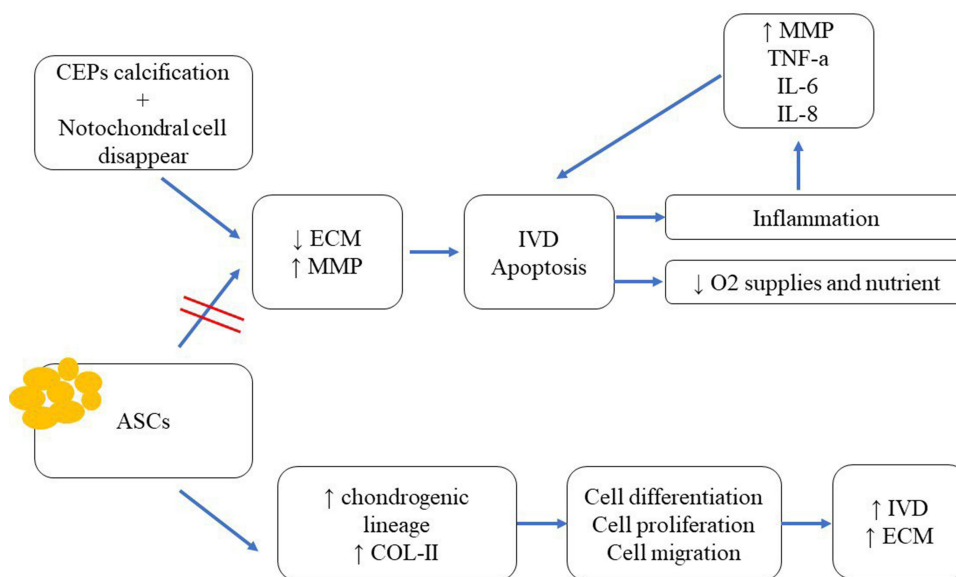 CEPs calcification
+
Notochondral cell
disappear
↑ MMP
TNF-a
IL-6
IL-8
↓ ECM
↑ MMP
IVD
Apoptosis
Inflammation
↓ O2 supplies and nutrient
ASCs
↑ chondrogenic
lineage
↑ COL-II
Cell differentiation
Cell proliferation
Cell migration
↑ IVD
↑ ECM